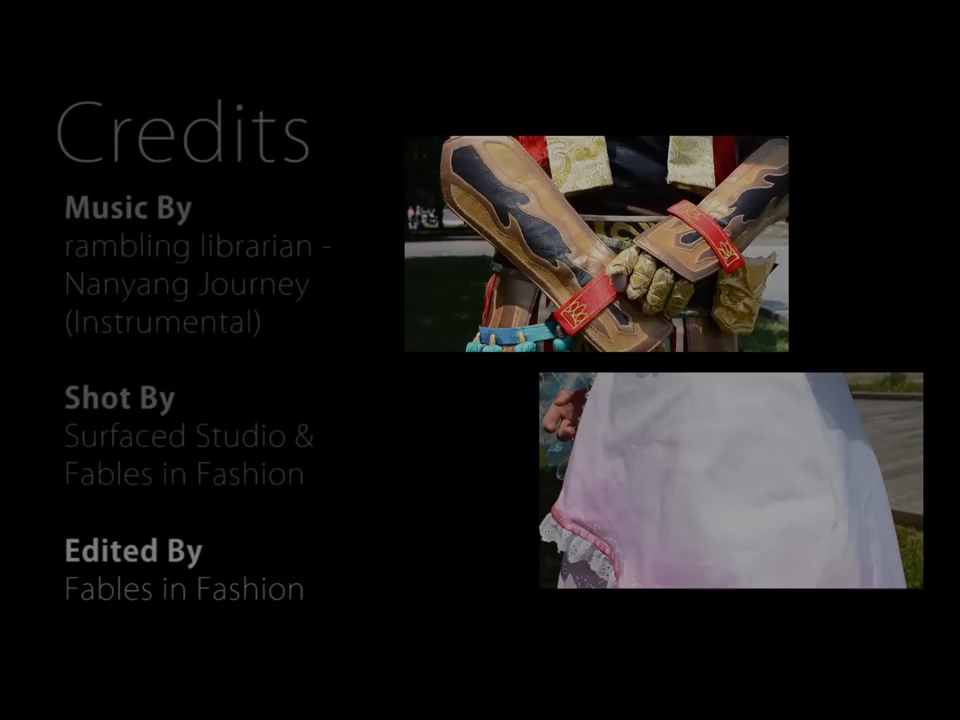 Credits
Music By
rambling librarian -
Nanyang Journey
(Instrumental)
Shot By
Surfaced Studio &
Fables in Fashion
Edited By
Fables in Fashion